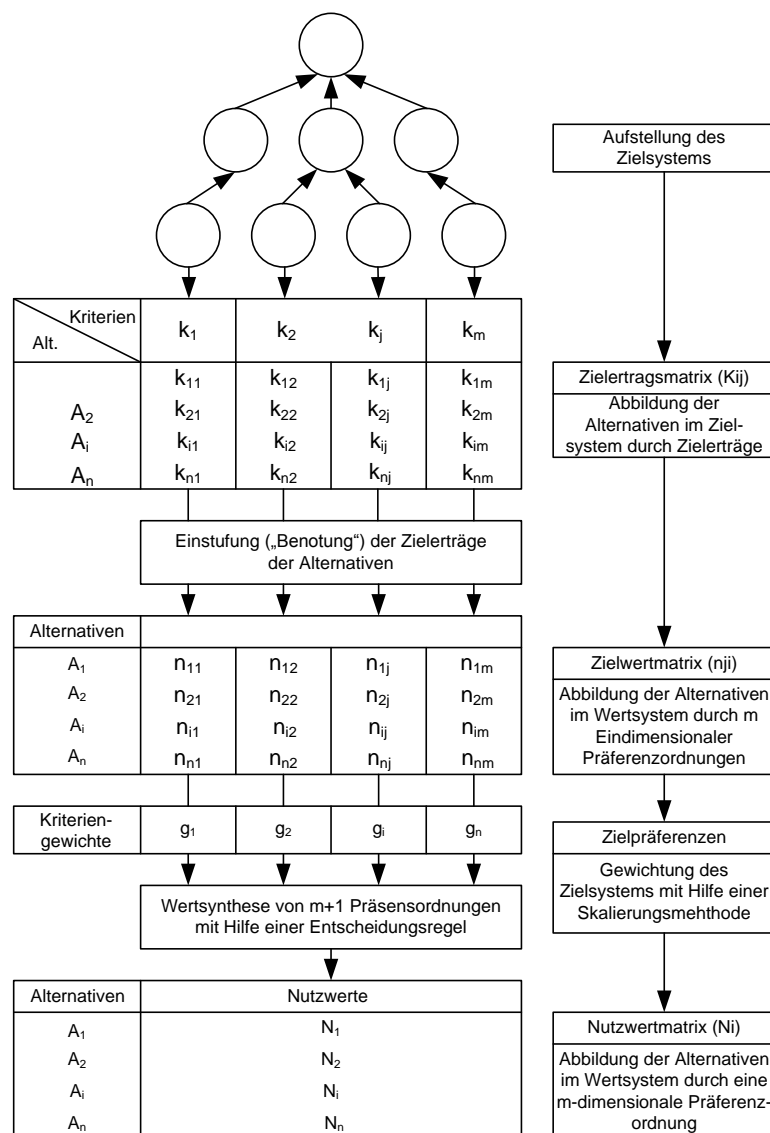 Aufstellung des
Zielsystems
Kriterien
Alt.
k1 k2 kj km
k11 k12 k1j k1m
A2 k21 k22 k2j k2m
Ai ki1 ki2 kij kim
An kn1 kn2 knj knm
Zielertragsmatrix (Kij)
Abbildung der
Alternativen im Ziel-
system durch Zielerträge
Einstufung („Benotung“) der Zielerträge
der Alternativen
Alternativen
A1 n11 n12 n1j n1m
A2 n21 n22 n2j n2m
Ai ni1 ni2 nij nim
An nn1 nn2 nnj nnm
Zielwertmatrix (nji)
Abbildung der Alternativen
im Wertsystem durch m
Eindimensionaler
Präferenzordnungen
Kriterien-
gewichte
g1 g2 gi gn
Zielpräferenzen
Gewichtung des
Zielsystems mit Hilfe einer
Skalierungsmehthode
Wertsynthese von m+1 Präsensordnungen
mit Hilfe einer Entscheidungsregel
Alternativen Nutzwerte
A1 N1
A2 N2
Ai Ni
An Nn
Nutzwertmatrix (Ni)
Abbildung der Alternativen
im Wertsystem durch eine
m-dimensionale Präferenz-
ordnung